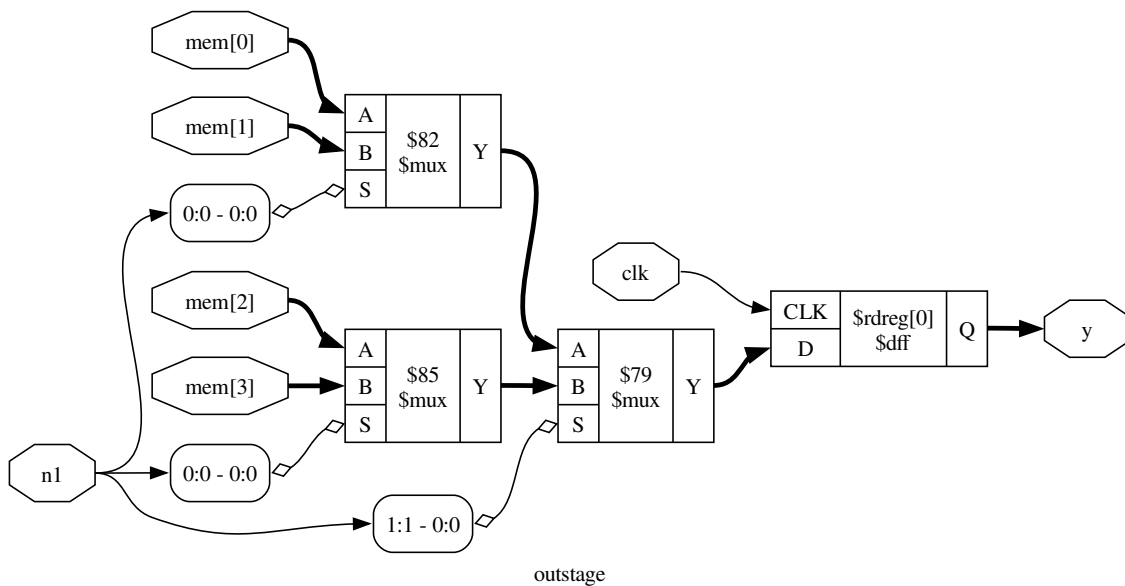 mem[0]
mem[1]
A
B
S
$82
$mux
Y
0:0 - 0:0
mem[2]
mem[3]
A
B
S
$85
$mux
Y
n1
0:0 - 0:0
1:1 - 0:0
A
B
S
$79
$mux
Y
clk
CLK
D
$rdreg[0]
$dff
Q
y
outstage